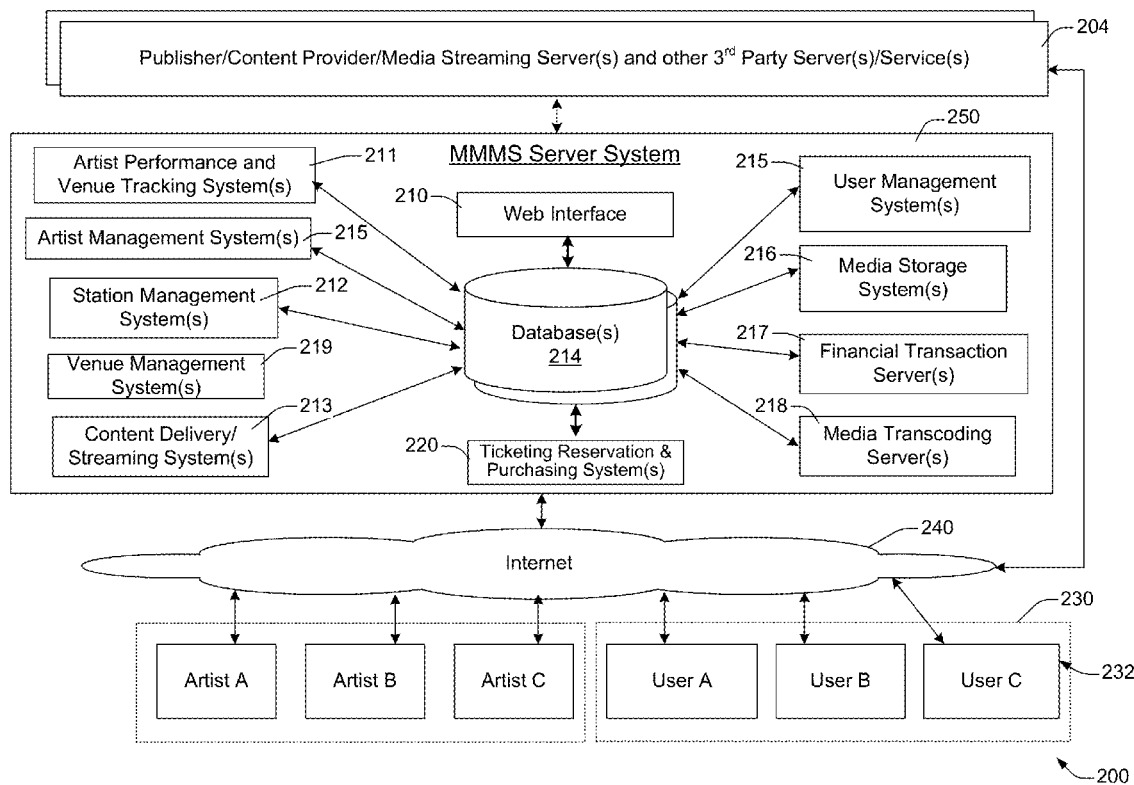 204
Publisher/Content Provider/Media Streaming Server(s) and other 3rd Party Server(s)/Service(s)
250
MMMS Server System
Artist Performance and
Venue Tracking System(s)
211
215
User Management
System(s)
210
Web Interface
Artist Management System(s)
215
216
Media Storage
System(s)
Station Management
System(s)
212
Database(s)
214
217
Financial Transaction
Server(s)
Venue Management
System(s)
219
Content Delivery/
Streaming System(s)
213
218
Media Transcoding
Server(s)
220
Ticketing Reservation &
Purchasing System(s)
240
Internet
230
Artist A
Artist B
Artist C
User A
User B
User C
232
200